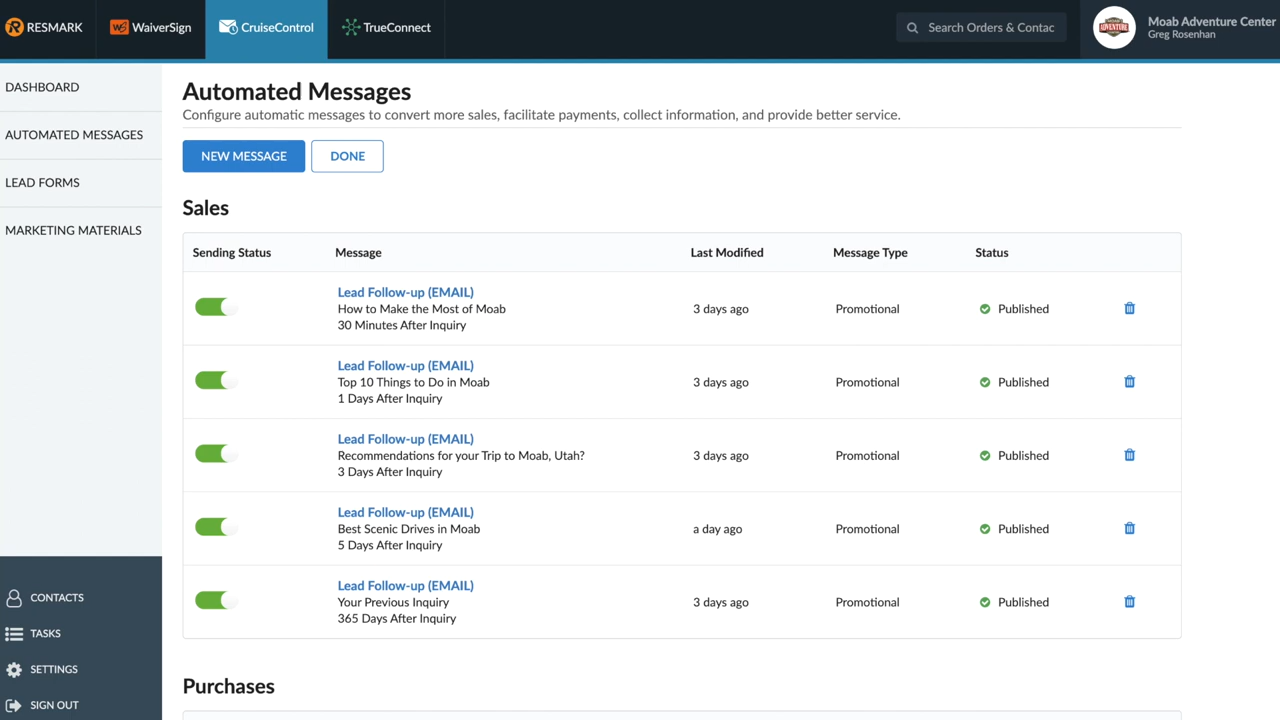 RESMARK
WaiverSign
CruiseControl
TrueConnect
Search Orders & Contac
Moab Adventure Center
Greg Rosenhan
DASHBOARD
AUTOMATED MESSAGES
LEAD FORMS
MARKETING MATERIALS
CONTACTS
TASKS
SETTINGS
SIGN OUT
Automated Messages
Configure automatic messages to convert more sales, facilitate payments, collect information, and provide better service.
NEW MESSAGE
DONE
Sales
Sending Status Message Last Modified Message Type Status
Lead Follow-up (EMAIL)
How to Make the Most of Moab 3 days ago Promotional Published
30 Minutes After Inquiry
Lead Follow-up (EMAIL)
Top 10 Things to Do in Moab 3 days ago Promotional Published
1 Days After Inquiry
Lead Follow-up (EMAIL)
Recommendations for your Trip to Moab, Utah? 3 days ago Promotional Published
3 Days After Inquiry
Lead Follow-up (EMAIL)
Best Scenic Drives in Moab a day ago Promotional Published
5 Days After Inquiry
Lead Follow-up (EMAIL)
Your Previous Inquiry 3 days ago Promotional Published
365 Days After Inquiry
Purchases